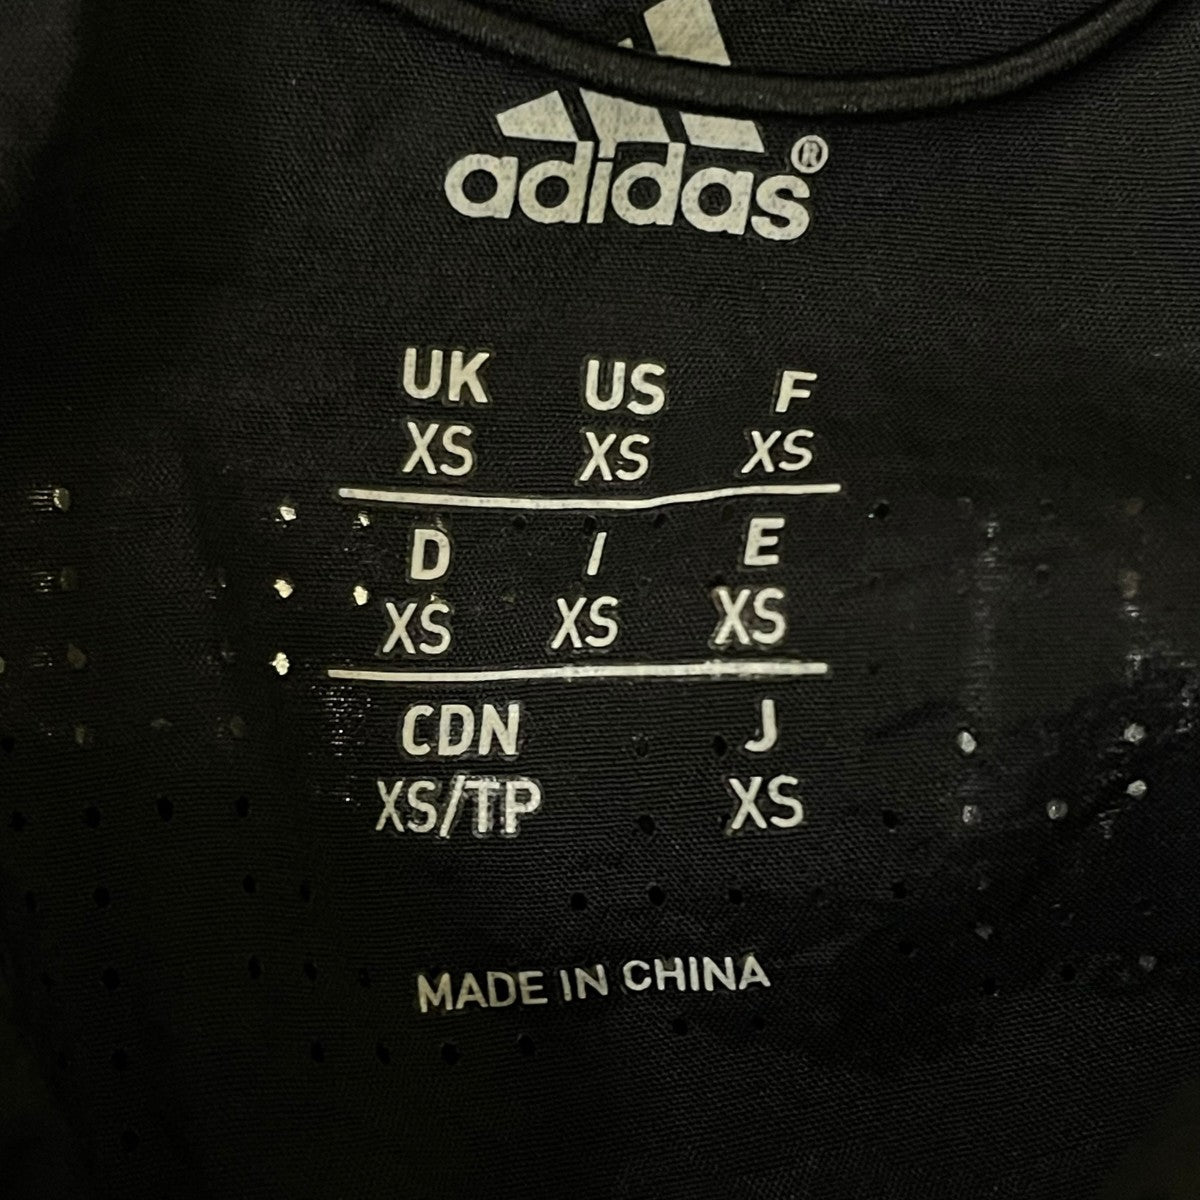 adidas®
UK US F
XS XS XS
D I E
XS XS XS
CDN J
XS/TP XS
MADE IN CHINA